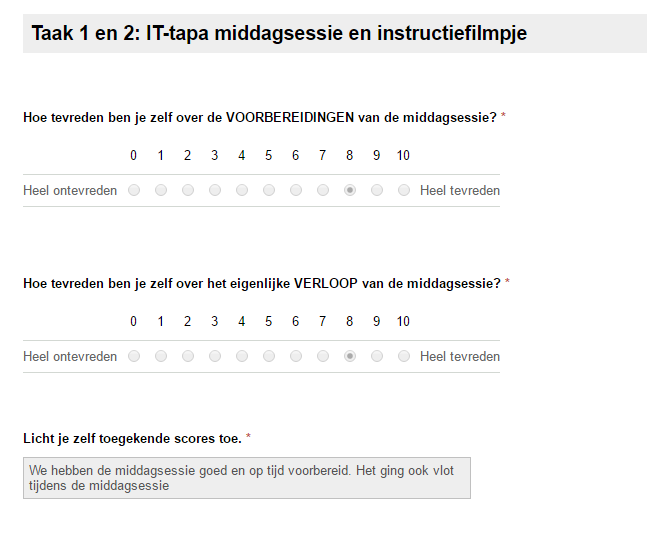 Taak 1 en 2: IT-tapa middagsessie en instructiefilmpje
Hoe tevreden ben je zelf over de VOORBEREIDINGEN van de middagsessie? *
0 1 2 3 4 5 6 7 8 9 10
Heel ontevreden Heel tevreden
Hoe tevreden ben je zelf over het eigenlijke VERLOOP van de middagsessie? *
0 1 2 3 4 5 6 7 8 9 10
Heel ontevreden Heel tevreden
Licht je zelf toegekende scores toe. *
We hebben de middagsessie goed en op tijd voorbereid. Het ging ook vlot
tijdens de middagsessie